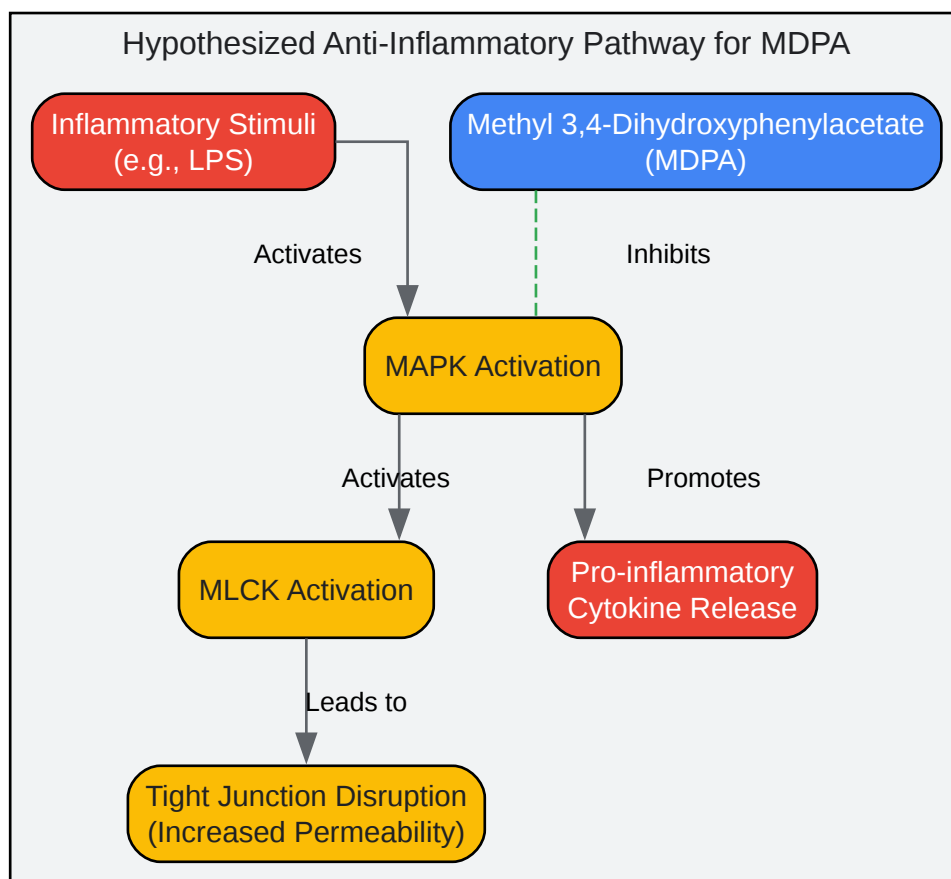 Hypothesized Anti-Inflammatory Pathway for MDPA
Inflammatory Stimuli
(e.g., LPS)
Methyl 3,4-Dihydroxyphenylacetate
(MDPA)
Activates
Inhibits
MAPK Activation
Activates
Promotes
MLCK Activation
Pro-inflammatory
Cytokine Release
Leads to
Tight Junction Disruption
(Increased Permeability)